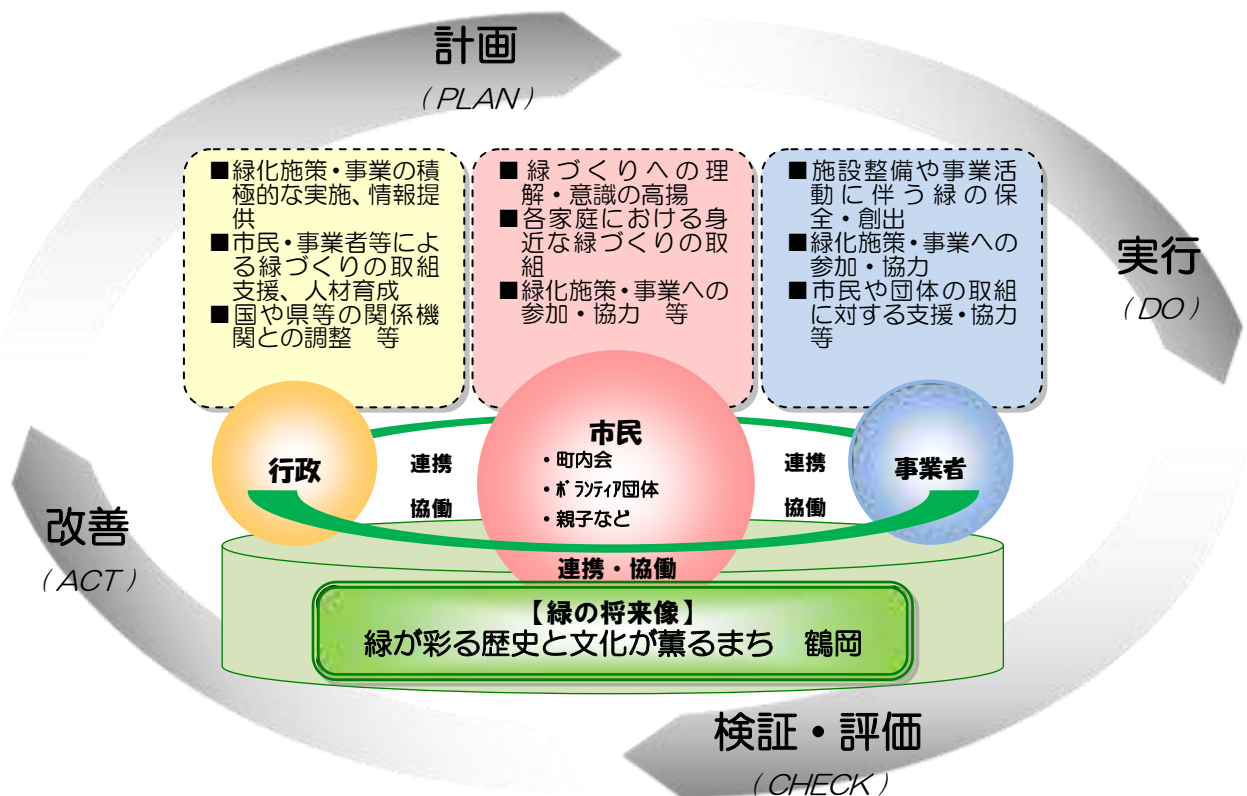 計画
(PLAN)
■緑化施策・事業の積
極的な実施、情報提
供
■市民・事業者等によ
る緑づくりの取組
支援、人材育成
■国や県等の関係機
関との調整 等
■緑づくりへの理
解・意識の高揚
■各家庭における身
近な緑づくりの取
組
■緑化施策・事業への
参加・協力 等
■施設整備や事業活
動に伴う緑の保
全・創出
■緑化施策・事業への
参加・協力
■市民や団体の取組
に対する支援・協力
等
実行
(DO)
行政
連携
協働
市民
・町内会
・ボランティア団体
・親子など
連携
協働
事業者
連携・協働
【緑の将来像】
緑が彩る歴史と文化が薫るまち 鶴岡
改善
(ACT)
検証・評価
(CHECK)